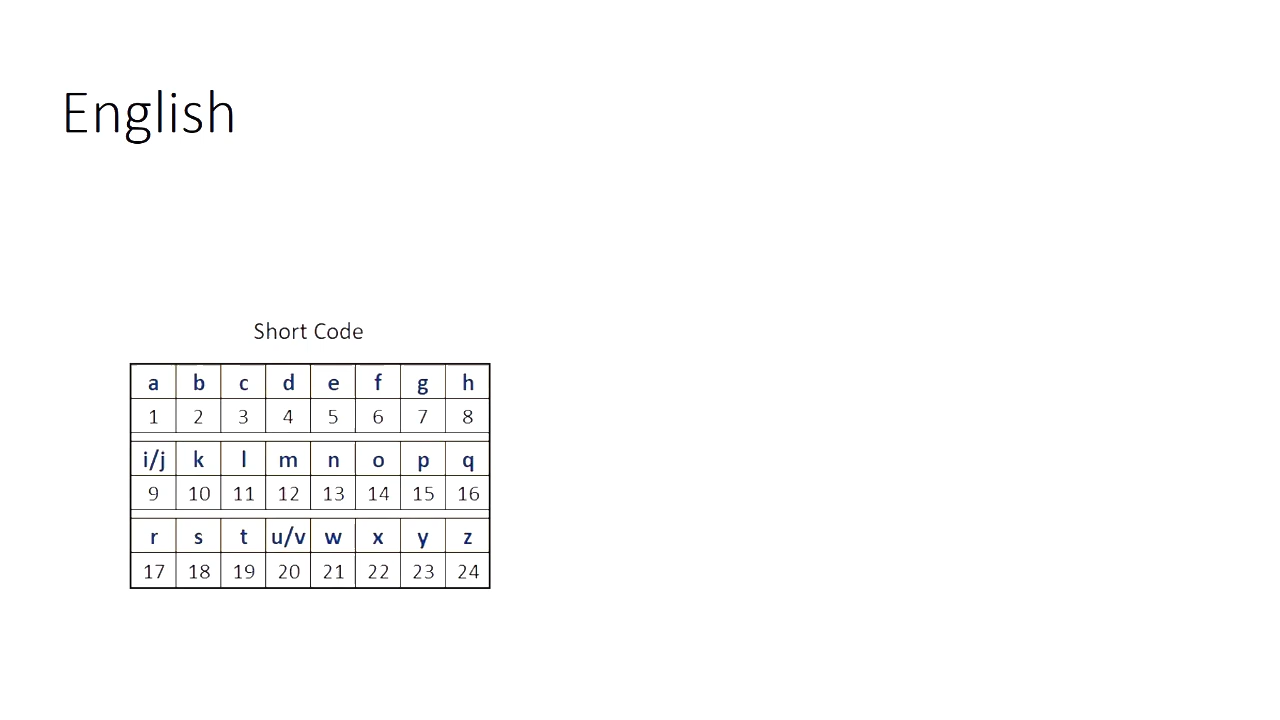 English
Short Code
a b c d e f g h
1 2 3 4 5 6 7 8
i/j k l m n o p q
9 10 11 12 13 14 15 16
r s t u/v w x y z
17 18 19 20 21 22 23 24